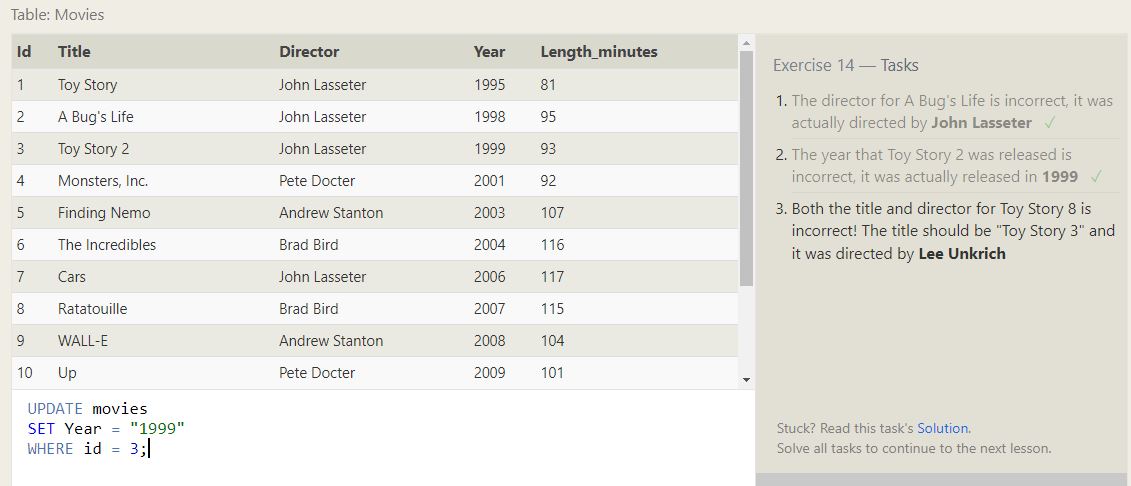 Table: Movies
Id Title Director Year Length_minutes
1 Toy Story John Lasseter 1995 81
2 A Bug's Life John Lasseter 1998 95
3 Toy Story 2 John Lasseter 1999 93
4 Monsters, Inc. Pete Docter 2001 92
5 Finding Nemo Andrew Stanton 2003 107
6 The Incredibles Brad Bird 2004 116
7 Cars John Lasseter 2006 117
8 Ratatouille Brad Bird 2007 115
9 WALL-E Andrew Stanton 2008 104
10 Up Pete Docter 2009 101
UPDATE movies
SET Year = "1999"
WHERE id = 3;
Exercise 14 — Tasks
1. The director for A Bug's Life is incorrect, it was
actually directed by John Lasseter ✓
2. The year that Toy Story 2 was released is
incorrect, it was actually released in 1999 ✓
3. Both the title and director for Toy Story 8 is
incorrect! The title should be "Toy Story 3" and
it was directed by Lee Unkrich
Stuck? Read this task's Solution.
Solve all tasks to continue to the next lesson.